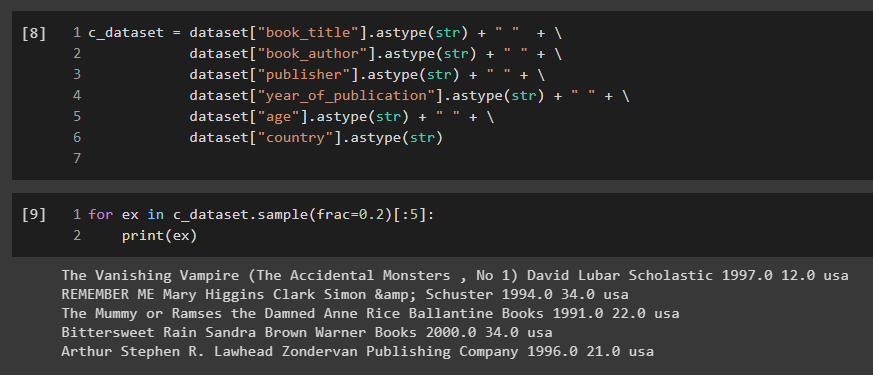 [8] 1 c_dataset = dataset["book_title"].astype(str) + " "  + \
2 dataset["book_author"].astype(str) + " " + \
3 dataset["publisher"].astype(str) + " " + \
4 dataset["year_of_publication"].astype(str) + " " + \
5 dataset["age"].astype(str) + " " + \
6 dataset["country"].astype(str)
7
[9] 1 for ex in c_dataset.sample(frac=0.2)[:5]:
2 print(ex)
The Vanishing Vampire (The Accidental Monsters , No 1) David Lubar Scholastic 1997.0 12.0 usa
REMEMBER ME Mary Higgins Clark Simon &amp; Schuster 1994.0 34.0 usa
The Mummy or Ramses the Damned Anne Rice Ballantine Books 1991.0 22.0 usa
Bittersweet Rain Sandra Brown Warner Books 2000.0 34.0 usa
Arthur Stephen R. Lawhead Zondervan Publishing Company 1996.0 21.0 usa